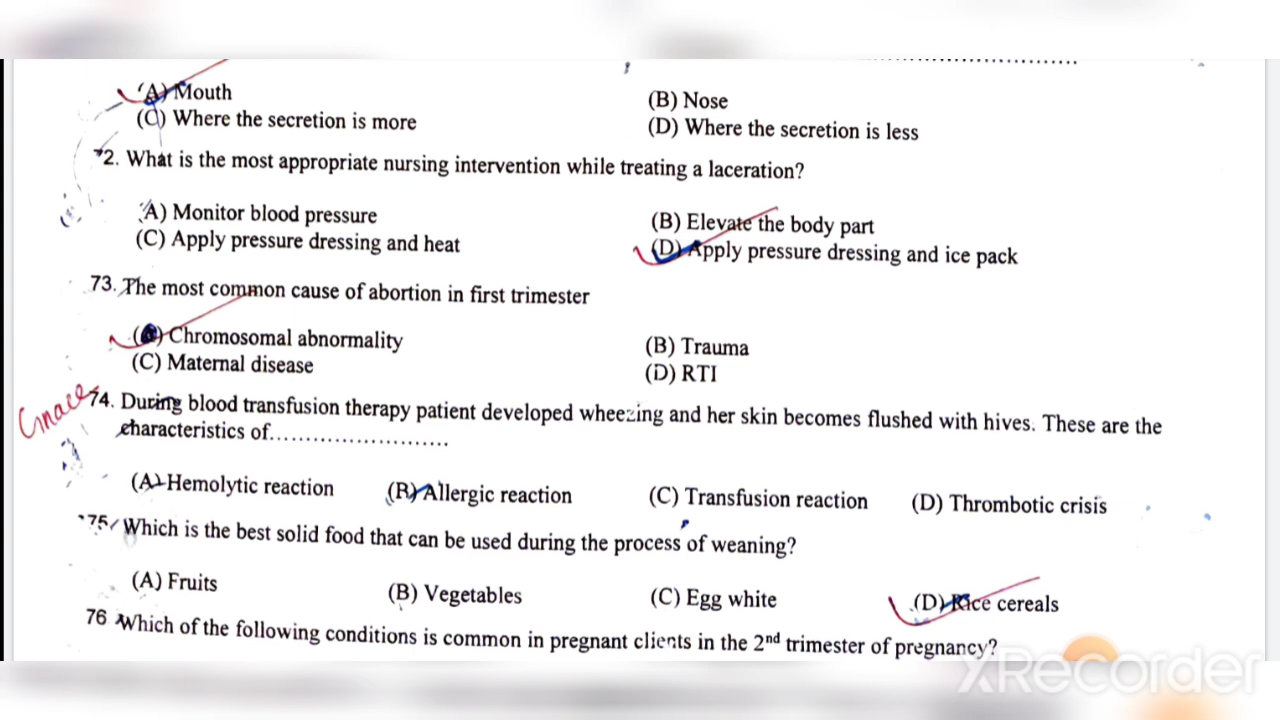 (A) Mouth
(B) Nose
(C) Where the secretion is more
(D) Where the secretion is less
72. What is the most appropriate nursing intervention while treating a laceration?
(A) Monitor blood pressure
(B) Elevate the body part
(C) Apply pressure dressing and heat
(D) Apply pressure dressing and ice pack
73. The most common cause of abortion in first trimester
Chromosomal abnormality
(B) Trauma
(C) Maternal disease
(D) RTI
Grace
74. During blood transfusion therapy patient developed wheezing and her skin becomes flushed with hives. These are the
characteristics of........................
(A) Hemolytic reaction (B) Allergic reaction (C) Transfusion reaction (D) Thrombotic crisis
75. Which is the best solid food that can be used during the process of weaning?
(A) Fruits (B) Vegetables (C) Egg white (D) Rice cereals
76 Which of the following conditions is common in pregnant clients in the 2nd trimester of pregnancy?
XRecorder